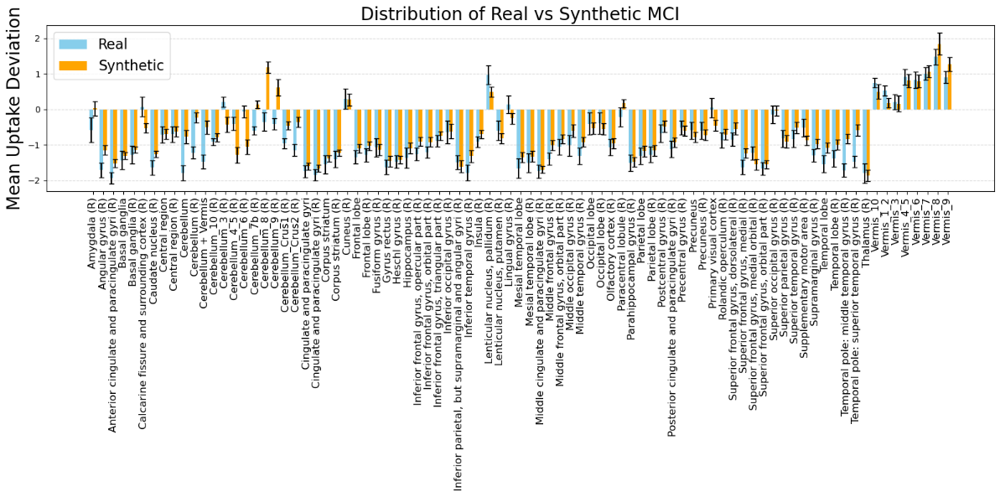 Distribution of Real vs Synthetic MCI
Mean Uptake Deviation
2
1
0
−1
−2
Real
Synthetic
Amygdala (R)
Angular gyrus (R)
Anterior cingulate and paracingulate gyri (R)
Basal ganglia
Basal ganglia (R)
Calcarine fissure and surrounding cortex (R)
Caudate nucleus (R)
Central region
Central region(R)
Cerebellum
Cerebellum (R)
Cerebellum + Vermis
Cerebellum_10 (R)
Cerebellum_3 (R)
Cerebellum_4_5 (R)
Cerebellum_6 (R)
Cerebellum_7b (R)
Cerebellum_8 (R)
Cerebellum_9 (R)
Cerebellum_Crus1 (R)
Cerebellum_Crus2 (R)
Cingulate and paracingulate gyri
Cingulate and paracingulate gyri (R)
Corpus striatum
Corpus striatum (R)
Cuneus (R)
Frontal lobe
Frontal lobe (R)
Fusiform gyrus (R)
Gyrus rectus (R)
Heschl gyrus (R)
Hippocampus (R)
Inferior frontal gyrus, opercular part (R)
Inferior frontal gyrus, orbital part (R)
Inferior frontal gyrus, triangular part (R)
Inferior occipital gyrus (R)
Inferior parietal, but supramarginal and angular gyri (R)
Inferior temporal gyrus (R)
Insula (R)
Lenticular nucleus, pallidum (R)
Lenticular nucleus, putamen (R)
Lingual gyrus (R)
Mesial temporal lobe
Mesial temporal lobe (R)
Middle cingulate and paracingulate gyri (R)
Middle frontal gyrus (R)
Middle frontal gyrus, orbital part (R)
Middle occipital gyrus (R)
Middle temporal gyrus (R)
Occipital lobe
Occipital lobe (R)
Olfactory cortex (R)
Paracentral lobule (R)
Parahippocampal gyrus (R)
Parietal lobe
Parietal lobe (R)
Postcentral gyrus (R)
Posterior cingulate and paracingulate gyri (R)
Precentral gyrus (R)
Precuneus
Precuneus (R)
Primary visual cortex
Rolandic operculum (R)
Superior frontal gyrus, dorsolateral (R)
Superior frontal gyrus, medial (R)
Superior frontal gyrus, medial orbital (R)
Superior frontal gyrus, orbital part (R)
Superior occipital gyrus (R)
Superior parietal gyrus (R)
Superior temporal gyrus (R)
Supplementary motor area (R)
Supramarginal gyrus (R)
Temporal lobe
Temporal lobe (R)
Temporal pole: middle temporal gyrus (R)
Temporal pole: superior temporal gyrus (R)
Thalamus (R)
Vermis_10
Vermis_1_2
Vermis_3
Vermis_4_5
Vermis_6
Vermis_7
Vermis_8
Vermis_9